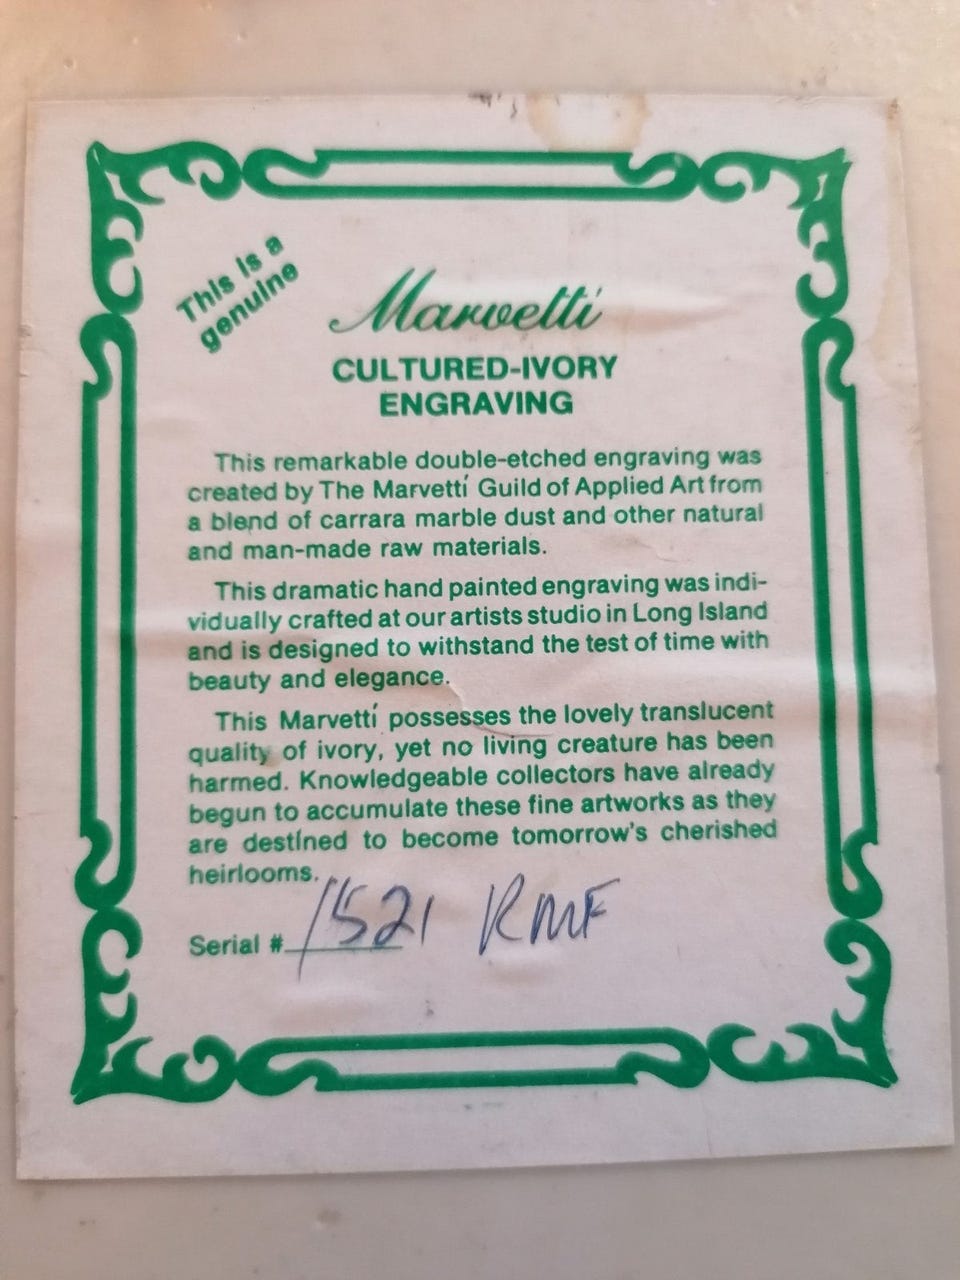 This is a
genuine
Marvettí
CULTURED-IVORY
ENGRAVING
This remarkable double-etched engraving was
created by The Marvettí Guild of Applied Art from
a blend of carrara marble dust and other natural
and man-made raw materials.
This dramatic hand painted engraving was indi-
vidually crafted at our artists studio in Long Island
and is designed to withstand the test of time with
beauty and elegance.
This Marvettí possesses the lovely translucent
quality of ivory, yet no living creature has been
harmed. Knowledgeable collectors have already
begun to accumulate these fine artworks as they
are destined to become tomorrow's cherished
heirlooms.
Serial # 1521 RMF